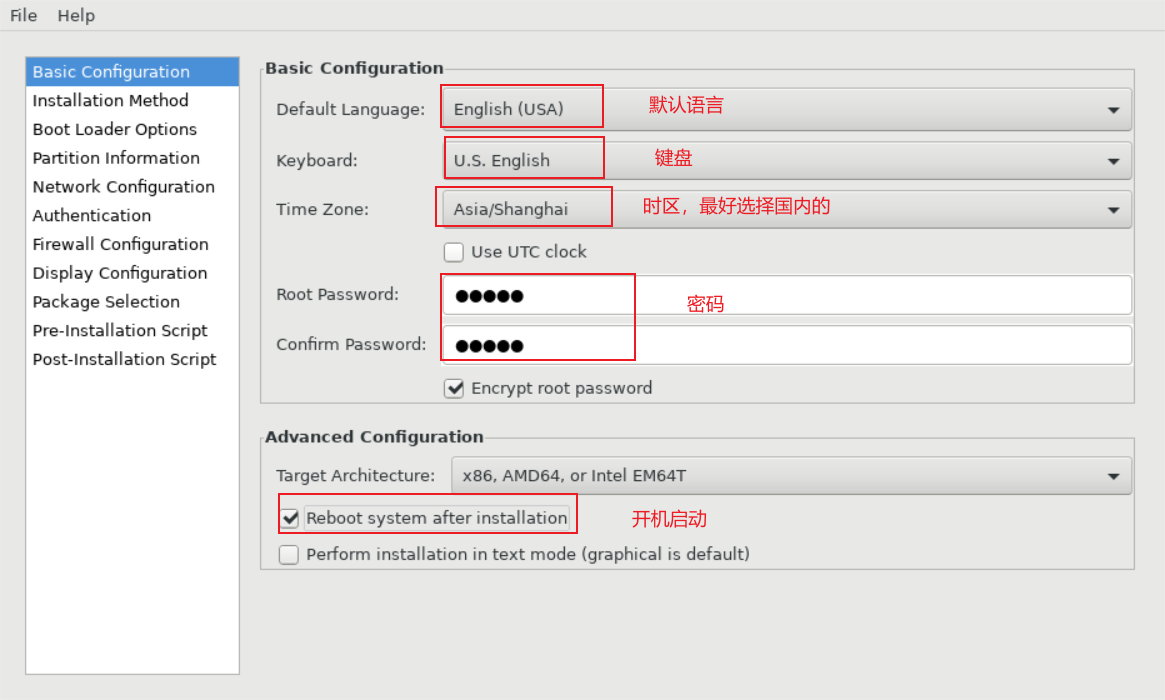 File Help
Basic Configuration
Installation Method
Boot Loader Options
Partition Information
Network Configuration
Authentication
Firewall Configuration
Display Configuration
Package Selection
Pre-Installation Script
Post-Installation Script
Basic Configuration
Default Language: English (USA) 默认语言
Keyboard: U.S. English 键盘
Time Zone: Asia/Shanghai 时区，最好选择国内的
Use UTC clock
Root Password: ●●●●● 密码
Confirm Password: ●●●●●
Encrypt root password
Advanced Configuration
Target Architecture: x86, AMD64, or Intel EM64T
Reboot system after installation 开机启动
Perform installation in text mode (graphical is default)